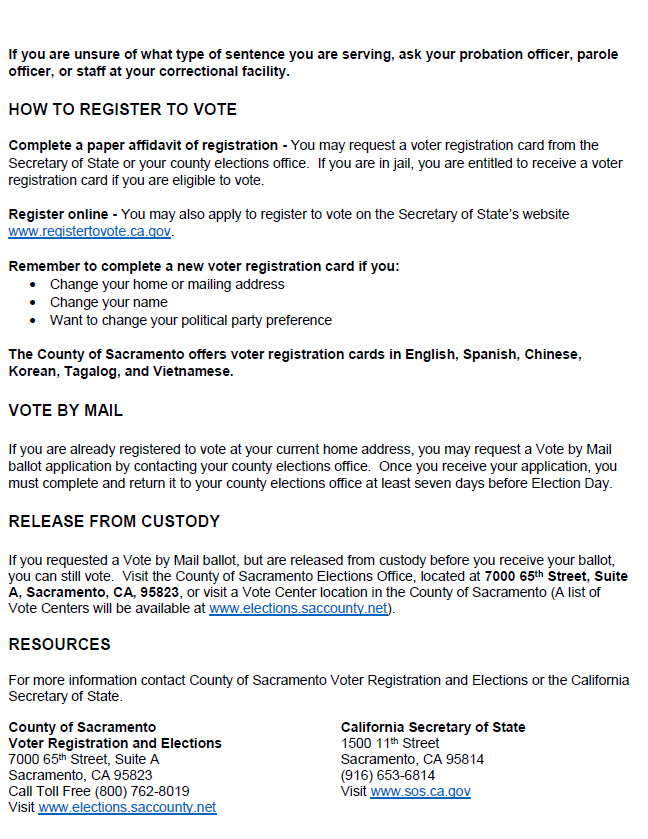 If you are unsure of what type of sentence you are serving, ask your probation officer, parole
officer, or staff at your correctional facility.
HOW TO REGISTER TO VOTE
Complete a paper affidavit of registration - You may request a voter registration card from the
Secretary of State or your county elections office.  If you are in jail, you are entitled to receive a voter
registration card if you are eligible to vote.
Register online - You may also apply to register to vote on the Secretary of State's website
www.registertovote.ca.gov.
Remember to complete a new voter registration card if you:
• Change your home or mailing address
• Change your name
• Want to change your political party preference
The County of Sacramento offers voter registration cards in English, Spanish, Chinese,
Korean, Tagalog, and Vietnamese.
VOTE BY MAIL
If you are already registered to vote at your current home address, you may request a Vote by Mail
ballot application by contacting your county elections office.  Once you receive your application, you
must complete and return it to your county elections office at least seven days before Election Day.
RELEASE FROM CUSTODY
If you requested a Vote by Mail ballot, but are released from custody before you receive your ballot,
you can still vote.  Visit the County of Sacramento Elections Office, located at 7000 65th Street, Suite
A, Sacramento, CA, 95823, or visit a Vote Center location in the County of Sacramento (A list of
Vote Centers will be available at www.elections.saccounty.net).
RESOURCES
For more information contact County of Sacramento Voter Registration and Elections or the California
Secretary of State.
County of Sacramento
Voter Registration and Elections
7000 65th Street, Suite A
Sacramento, CA 95823
Call Toll Free (800) 762-8019
Visit www.elections.saccounty.net
California Secretary of State
1500 11th Street
Sacramento, CA 95814
(916) 653-6814
Visit www.sos.ca.gov